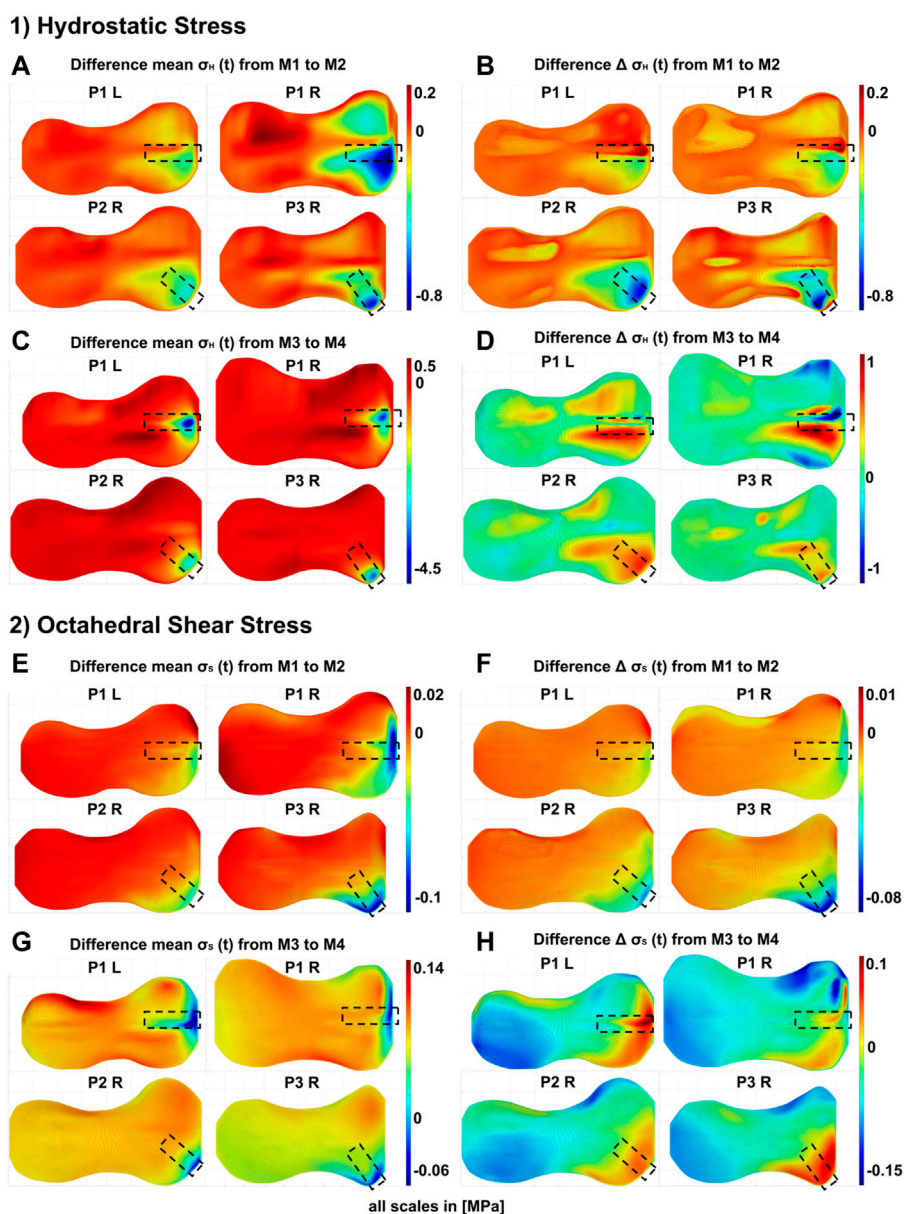 1) Hydrostatic Stress
A Difference mean σH (t) from M1 to M2
P1 L P1 R
0.2
0
P2 R P3 R
-0.8
B Difference Δ σH (t) from M1 to M2
P1 L P1 R
0.2
0
P2 R P3 R
-0.8
C Difference mean σH (t) from M3 to M4
P1 L P1 R
0.5
0
P2 R P3 R
-4.5
D Difference Δ σH (t) from M3 to M4
P1 L P1 R
1
0
P2 R P3 R
-1
2) Octahedral Shear Stress
E Difference mean σS (t) from M1 to M2
P1 L P1 R
0.02
0
P2 R P3 R
-0.1
F Difference Δ σS (t) from M1 to M2
P1 L P1 R
0.01
0
P2 R P3 R
-0.08
G Difference mean σS (t) from M3 to M4
P1 L P1 R
0.14
P2 R P3 R
0
-0.06
H Difference Δ σS (t) from M3 to M4
P1 L P1 R
0.1
0
P2 R P3 R
-0.15
all scales in [MPa]